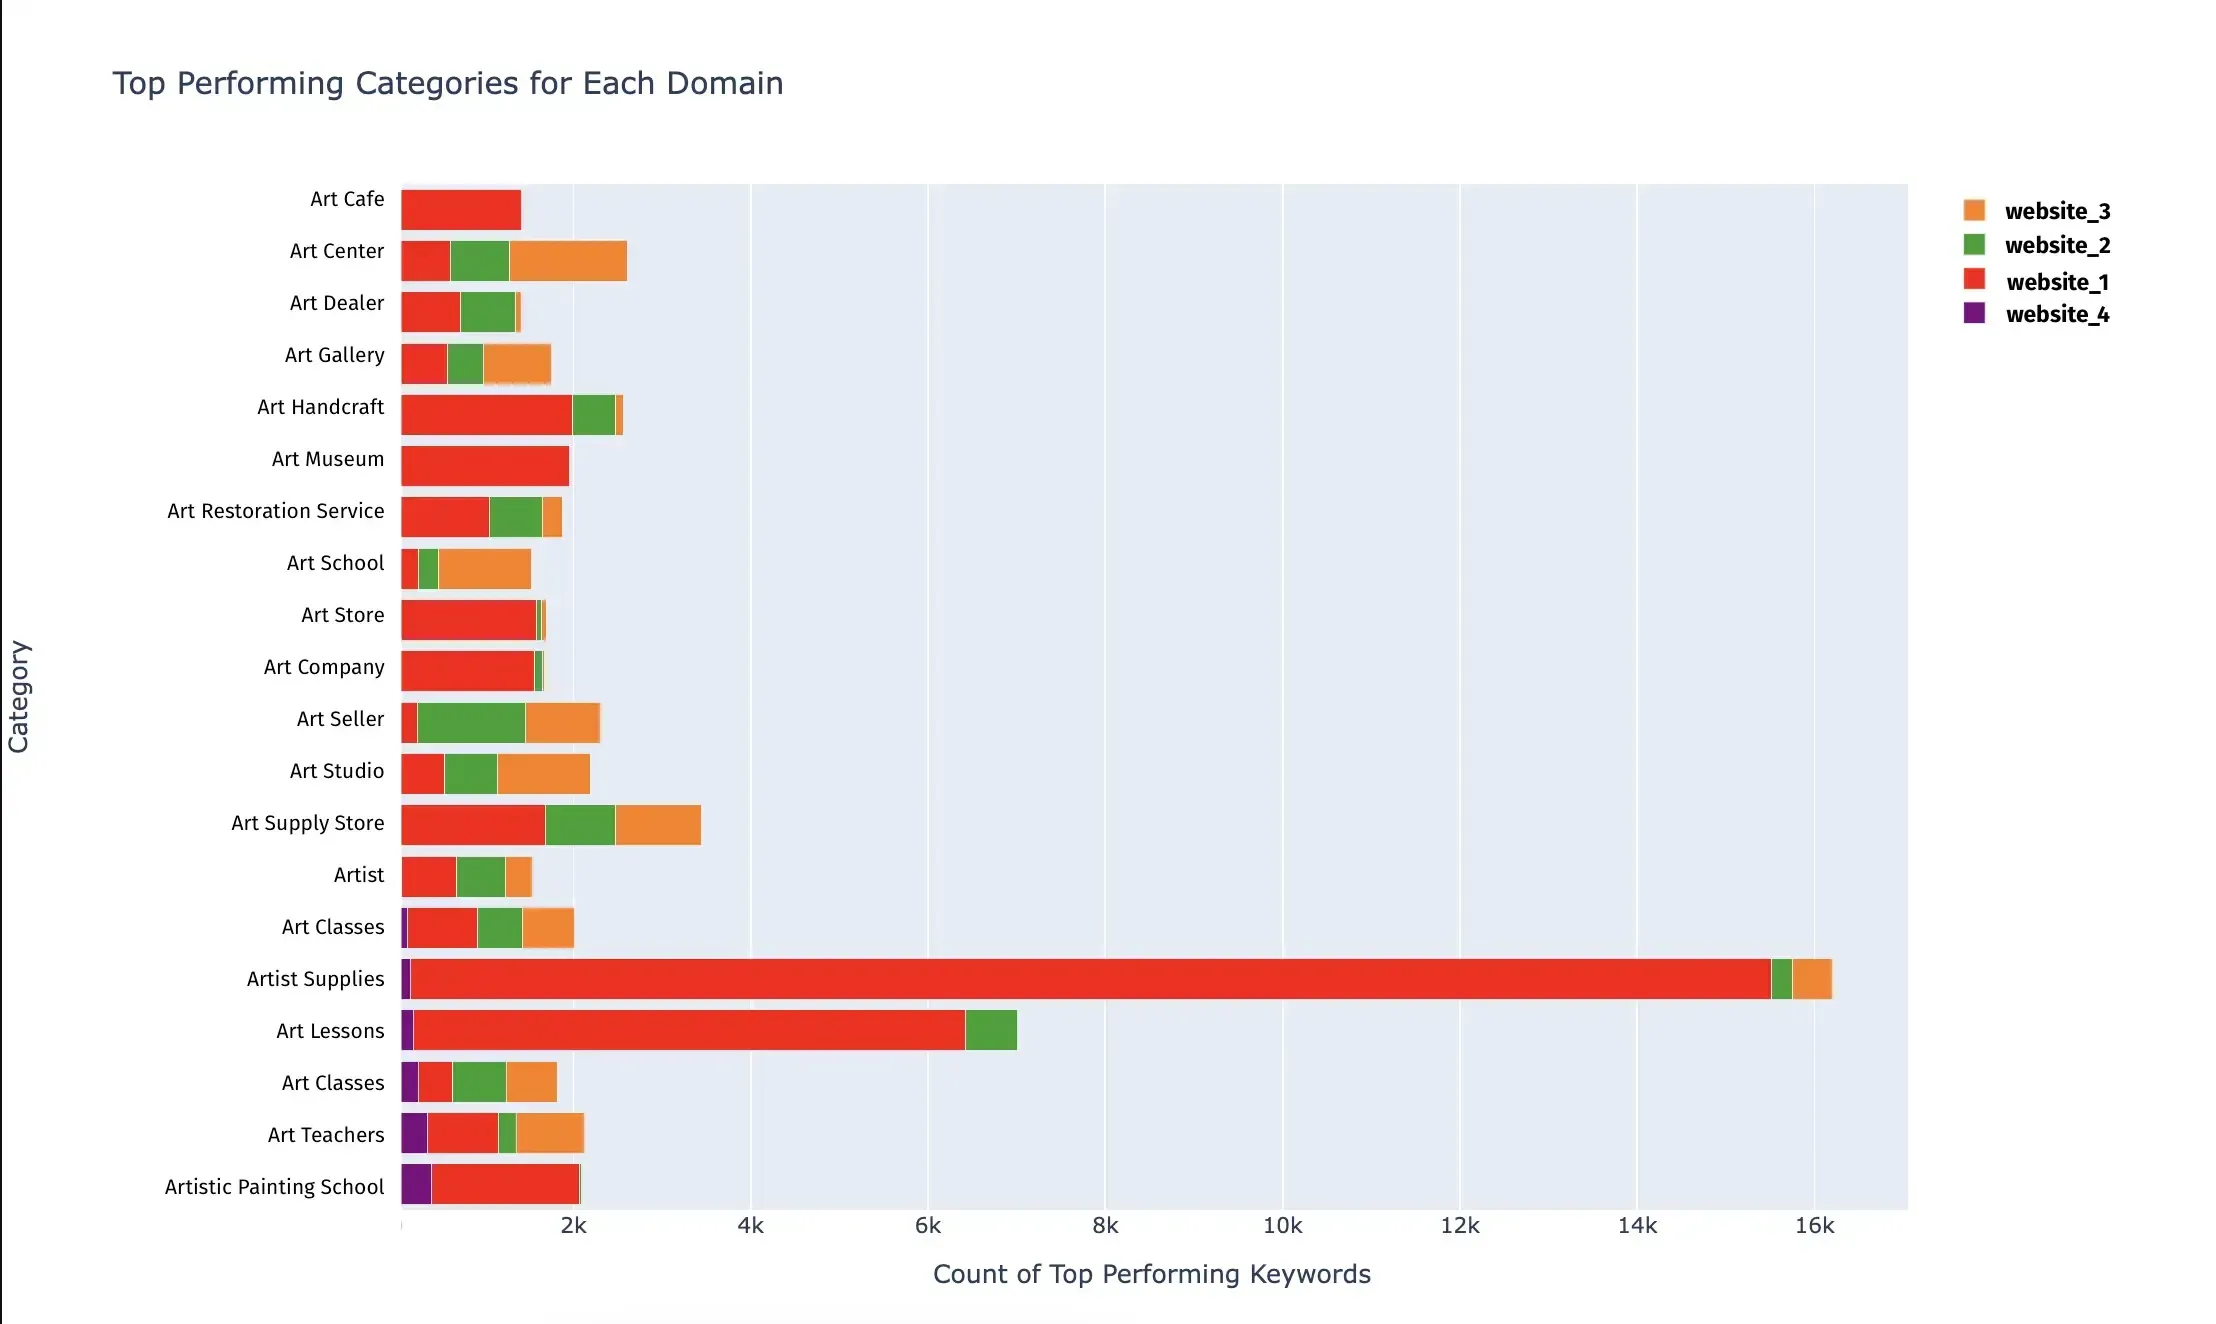 Top Performing Categories for Each Domain
Art Cafe
Art Center
Art Dealer
Art Gallery
Art Handcraft
Art Museum
Art Restoration Service
Art School
Art Store
Art Company
Art Seller
Art Studio
Art Supply Store
Artist
Art Classes
Artist Supplies
Art Lessons
Art Classes
Art Teachers
Artistic Painting School
Category
2k 4k 6k 8k 10k 12k 14k 16k
Count of Top Performing Keywords
website_3
website_2
website_1
website_4